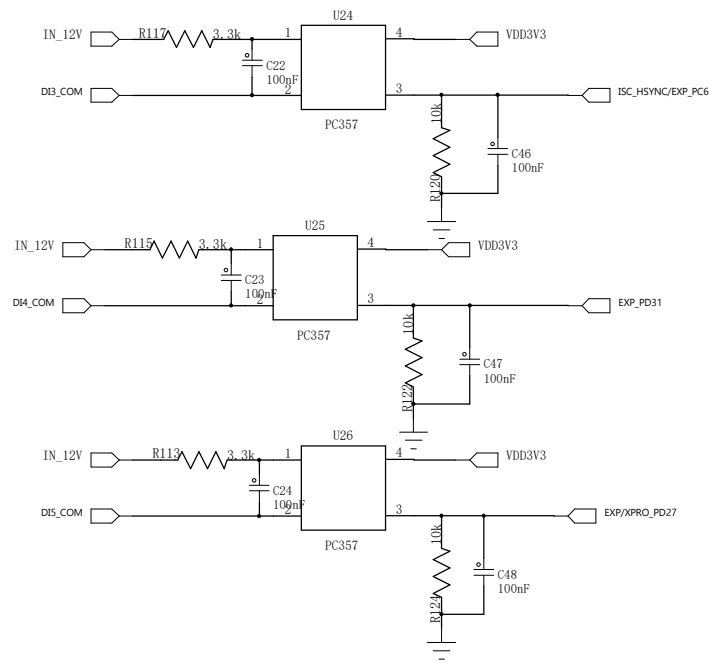 U24
IN_12V
R117
3.3k
1
4
VDD3V3
C22
100nF
DI3_COM
2
3
ISC_HSYNC/EXP_PC6
PC357
10k
R120
C46
100nF
U25
IN_12V
R115
3.3k
1
4
VDD3V3
C23
100nF
DI4_COM
2
3
EXP_PD31
PC357
10k
R122
C47
100nF
U26
IN_12V
R113
3.3k
1
4
VDD3V3
C24
100nF
DI5_COM
2
3
EXP/XPRO_PD27
PC357
10k
R124
C48
100nF